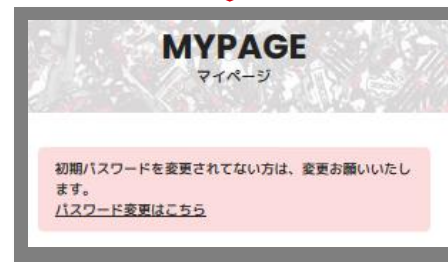 MYPAGE
マイページ
初期パスワードを変更されてない方は、変更お願いいたし
ます。
パスワード変更はこちら